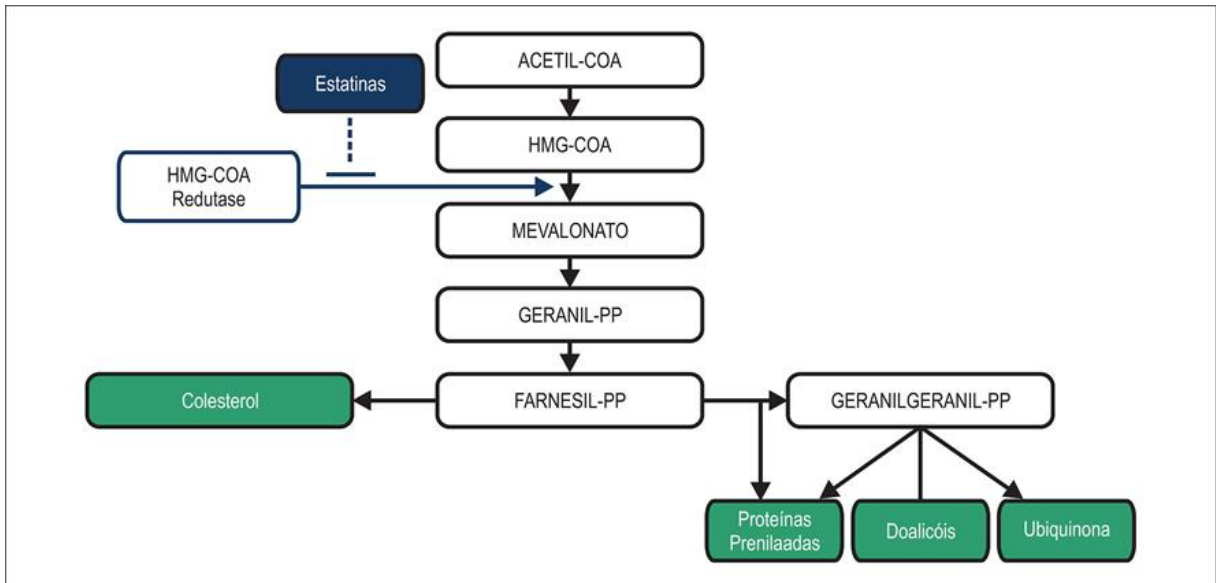 ACETIL-COA
Estatinas
HMG-COA
HMG-COA
Redutase
MEVALONATO
GERANIL-PP
Colesterol
FARNESIL-PP
GERANILGERANIL-PP
Proteínas
Prenilaadas
Doalicóis
Ubiquinona